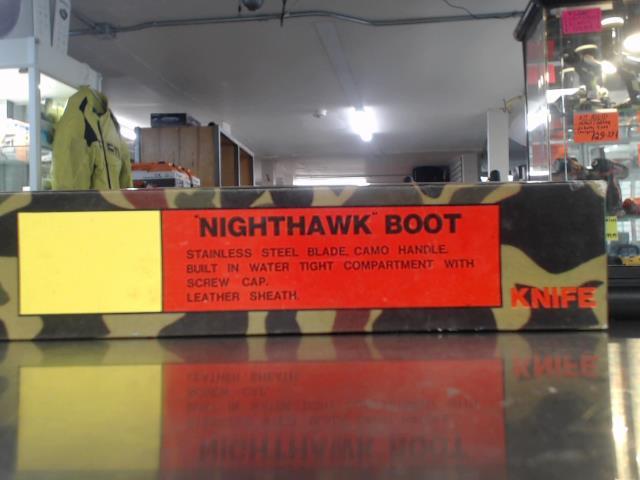 "NIGHTHAWK" BOOT
STAINLESS STEEL BLADE, CAMO HANDLE.
BUILT IN WATER TIGHT COMPARTMENT WITH
SCREW CAP.
LEATHER SHEATH.
KNIFE